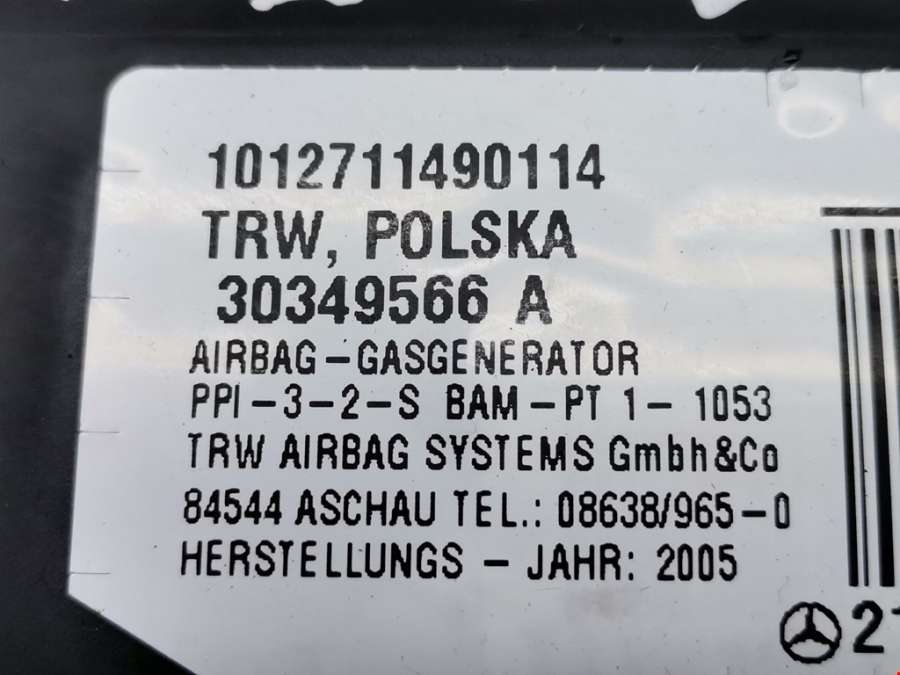 1012711490114
TRW, POLSKA
30349566 A
AIRBAG-GASGENERATOR
PPI-3-2-S BAM-PT 1-1053
TRW AIRBAG SYSTEMS Gmbh&Co
84544 ASCHAU TEL.: 08638/965-0
HERSTELLUNGS - JAHR: 2005